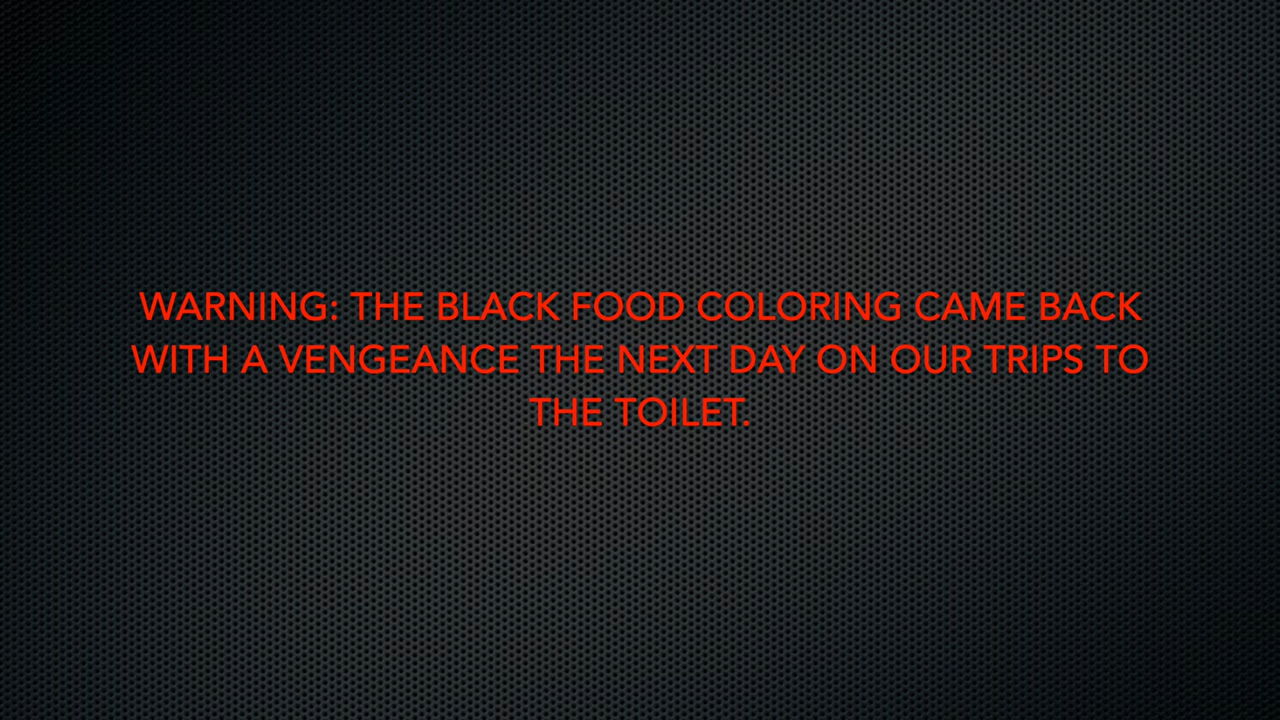 WARNING: THE BLACK FOOD COLORING CAME BACK
WITH A VENGEANCE THE NEXT DAY ON OUR TRIPS TO
THE TOILET.